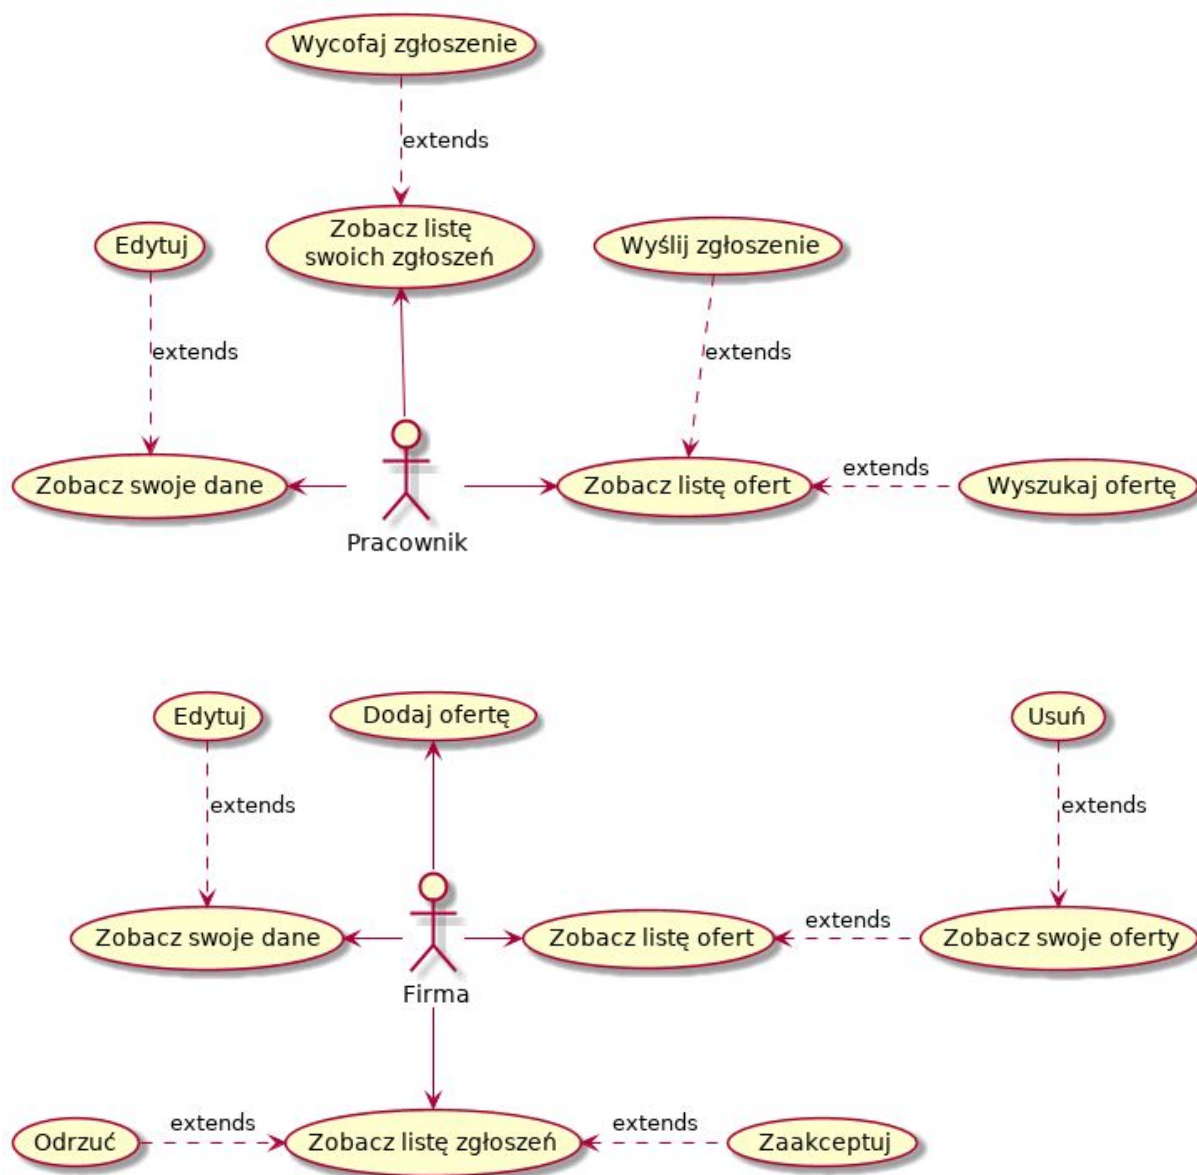 Wycofaj zgłoszenie
extends
Zobacz listę
swoich zgłoszeń
Edytuj
Wyślij zgłoszenie
extends
extends
Zobacz swoje dane
Zobacz listę ofert
extends
Wyszukaj ofertę
Pracownik
Edytuj
Dodaj ofertę
Usuń
extends
extends
Zobacz swoje dane
Zobacz listę ofert
extends
Zobacz swoje oferty
Firma
Odrzuć
extends
Zobacz listę zgłoszeń
extends
Zaakceptuj